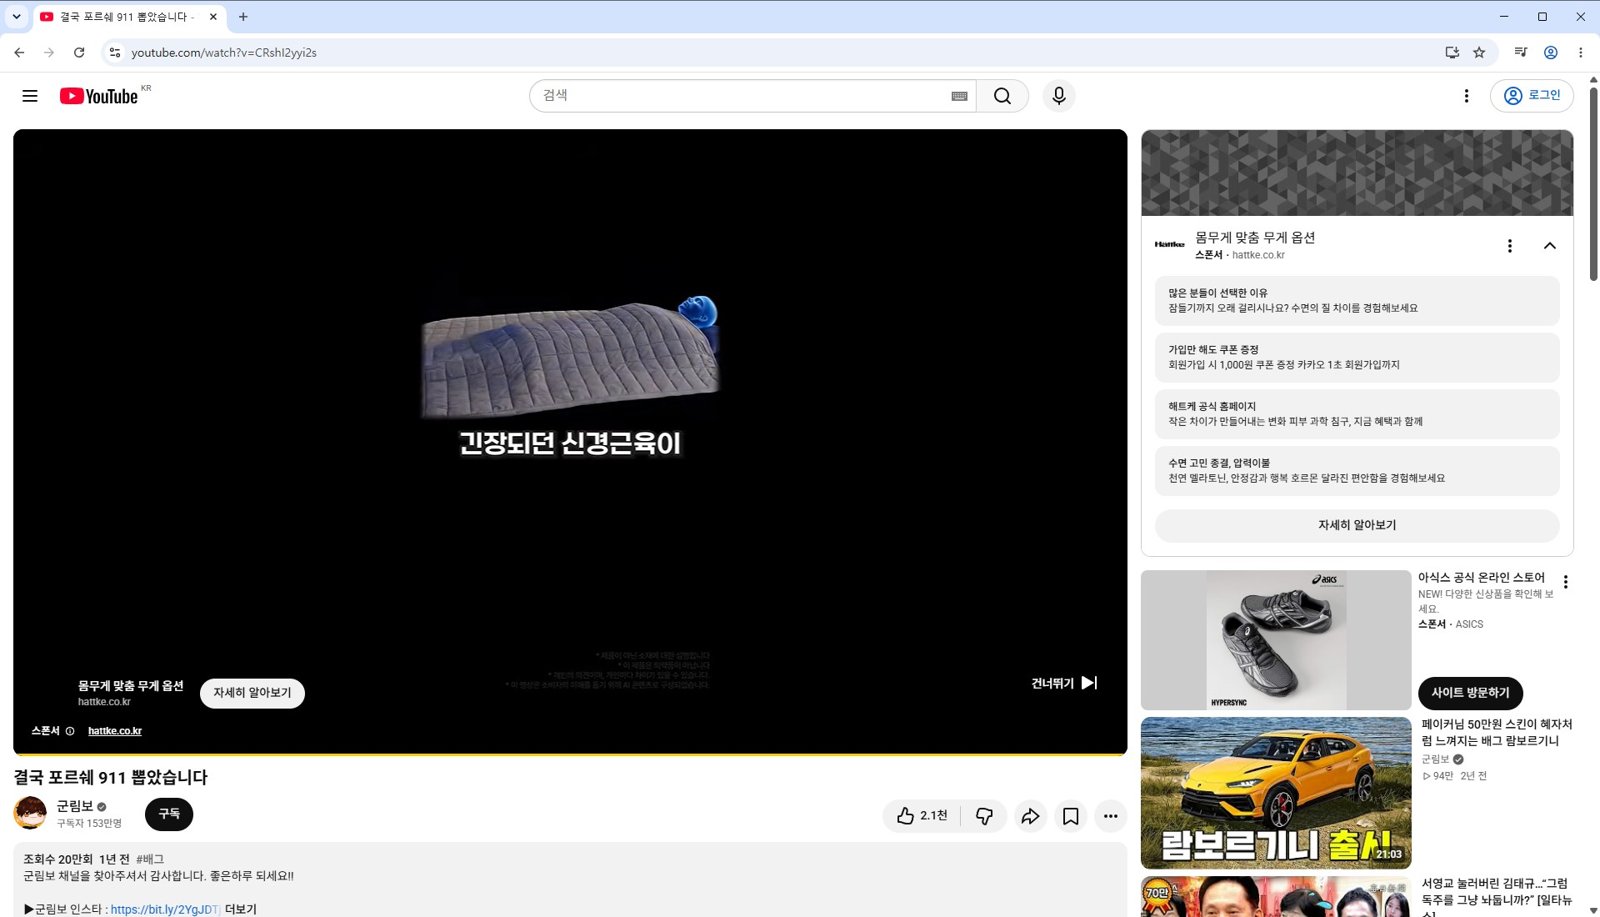 결국 포르쉐 911 뽑았습니다 -
youtube.com/watch?v=CRshI2yyi2s
YouTube KR
검색
로그인
긴장되던 신경근육이
몸무게 맞춤 무게 옵션
hattke.co.kr
자세히 알아보기
건너뛰기
스폰서
hattke.co.kr
결국 포르쉐 911 뽑았습니다
군림보
구독자 153만명
구독
2.1천
조회수 20만회 1년 전 #배그
군림보 채널을 찾아주셔서 감사합니다. 좋은하루 되세요!!
▶군림보 인스타 : https://bit.ly/2YgJDT 더보기
Hattke
몸무게 맞춤 무게 옵션
스폰서 · hattke.co.kr
많은 분들이 선택한 이유
잠들기까지 오래 걸리시나요? 수면의 질 차이를 경험해보세요
가입만 해도 쿠폰 증정
회원가입 시 1,000원 쿠폰 증정 카카오 1초 회원가입까지
해트케 공식 홈페이지
작은 차이가 만들어내는 변화 피부 과학 침구, 지금 혜택과 함께
수면 고민 종결, 압력이불
천연 멜라토닌, 안정감과 행복 호르몬 달라진 편안함을 경험해보세요
자세히 알아보기
asics
HYPERSYNC
아식스 공식 온라인 스토어
NEW! 다양한 신상품을 확인해 보
세요.
스폰서 · ASICS
사이트 방문하기
람보르기니 출시
21:03
페이커님 50만원 스킨이 혜자처
럼 느껴지는 배그 람보르기니
군림보
94만 2년 전
70만
서영교 눌러버린 김태규..."그럼
독주를 그냥 놔둡니까?" [일타뉴